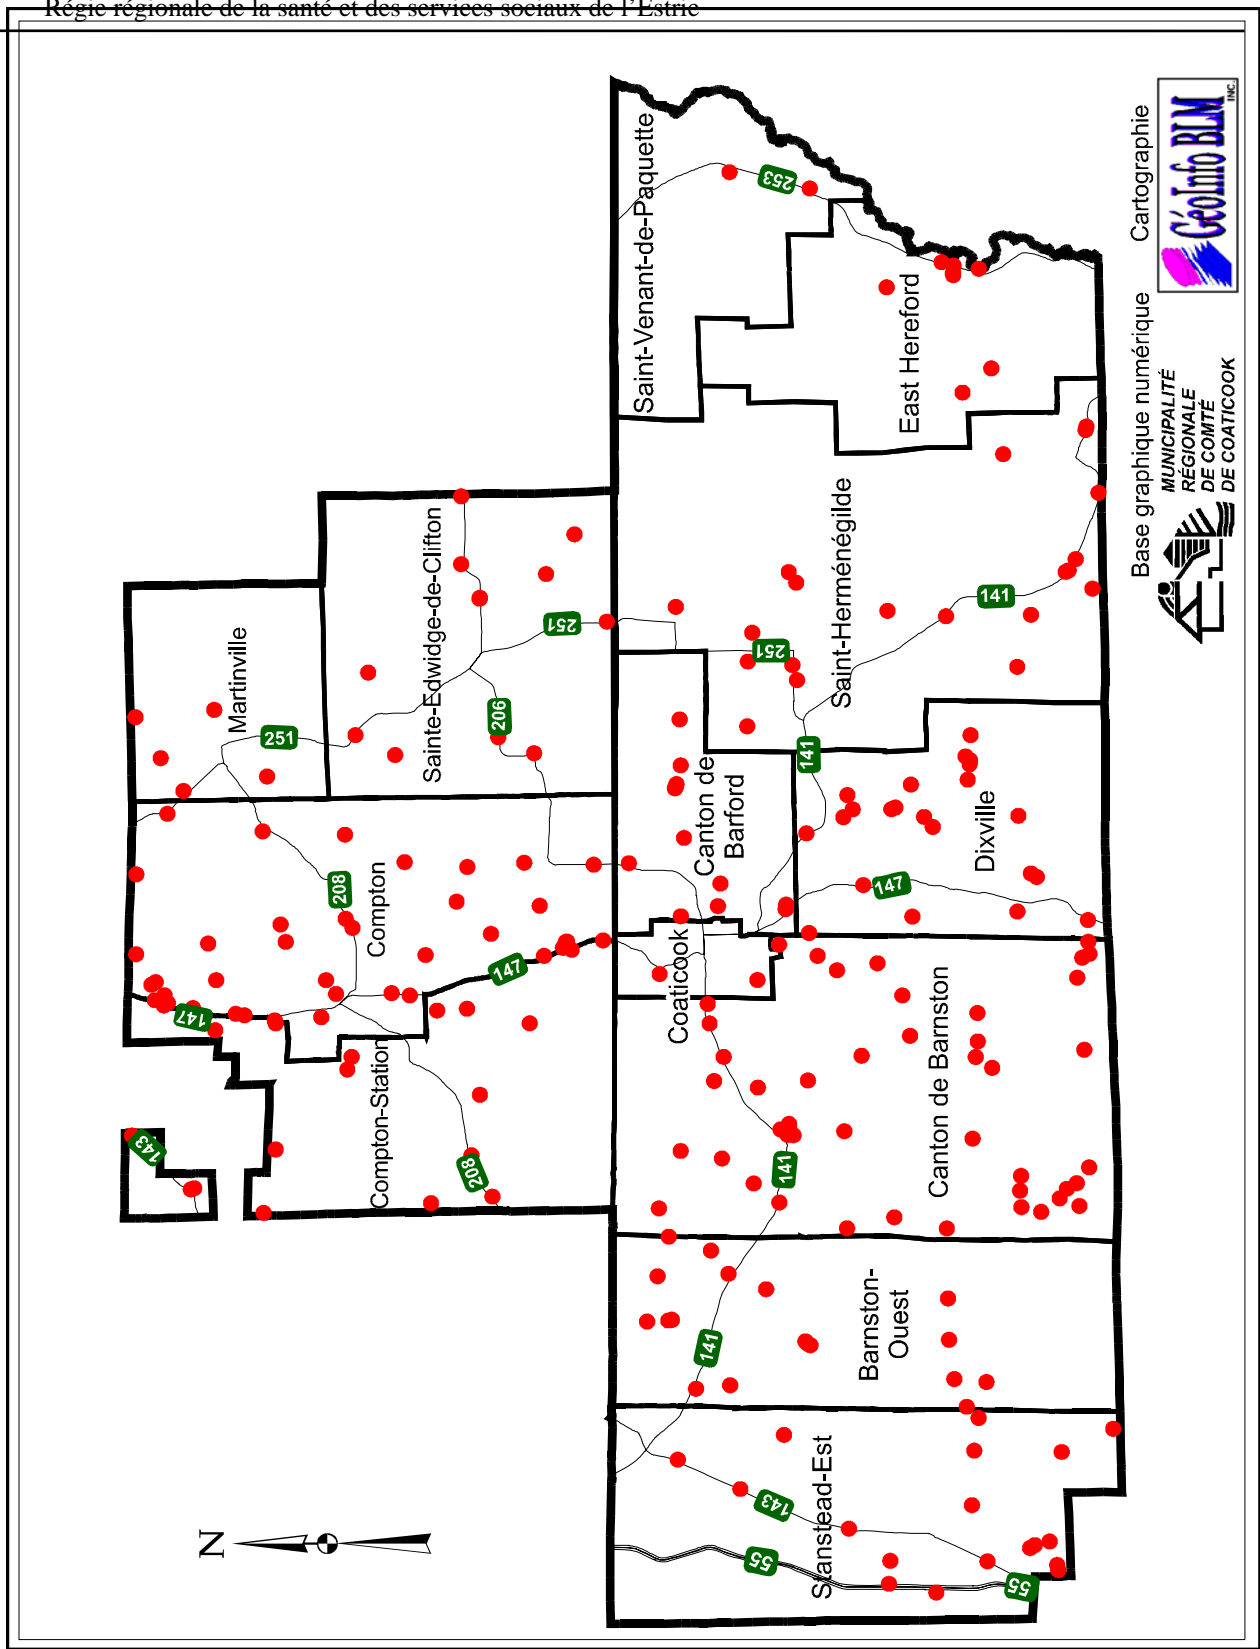 Régie régionale de la santé et des services sociaux de l'Estrie
N
143
147
208
251
Martinville
Compton
Compton-Station
208
147
206
251
Sainte-Edwidge-de-Clifton
Saint-Venant-de-Paquette
253
East Hereford
Saint-Herménégilde
251
141
141
Canton de
Barford
Coaticook
Dixville
147
Canton de Barnston
141
Barnston-
Ouest
141
Stanstead-Est
143
55
55
Base graphique numérique
MUNICIPALITÉ
RÉGIONALE
DE COMTÉ
DE COATICOOK
Cartographie
GéoInfo BLM
INC.